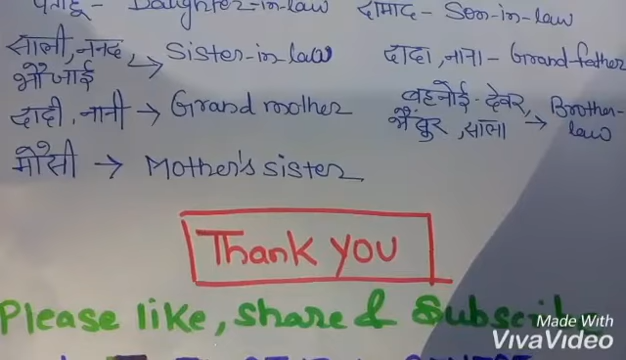 पतोहू - Daughter-in-law
दामाद - Son-in-law
साली, ननद, भौजाई → Sister-in-law
दादा, नाना - Grand father
दादी, नानी → Grand mother
बहनोई - देवर,
भैंसुर, साला → Brother-
law
मौसी → Mother's sister
Thank you
Please like, share & Subscribe
Made With
VivaVideo